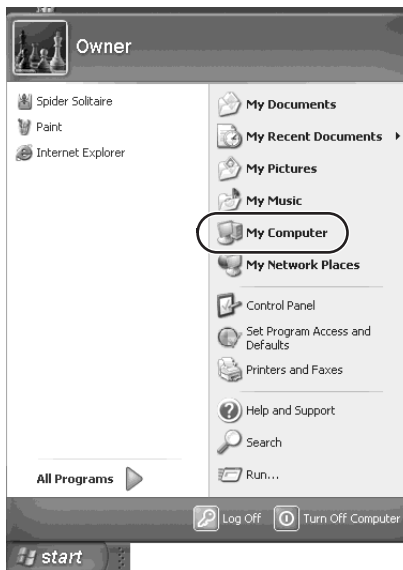 Owner
Spider Solitaire
Paint
Internet Explorer
All Programs
My Documents
My Recent Documents
My Pictures
My Music
My Computer
My Network Places
Control Panel
Set Program Access and
Defaults
Printers and Faxes
Help and Support
Search
Run...
Log Off
Turn Off Computer
start